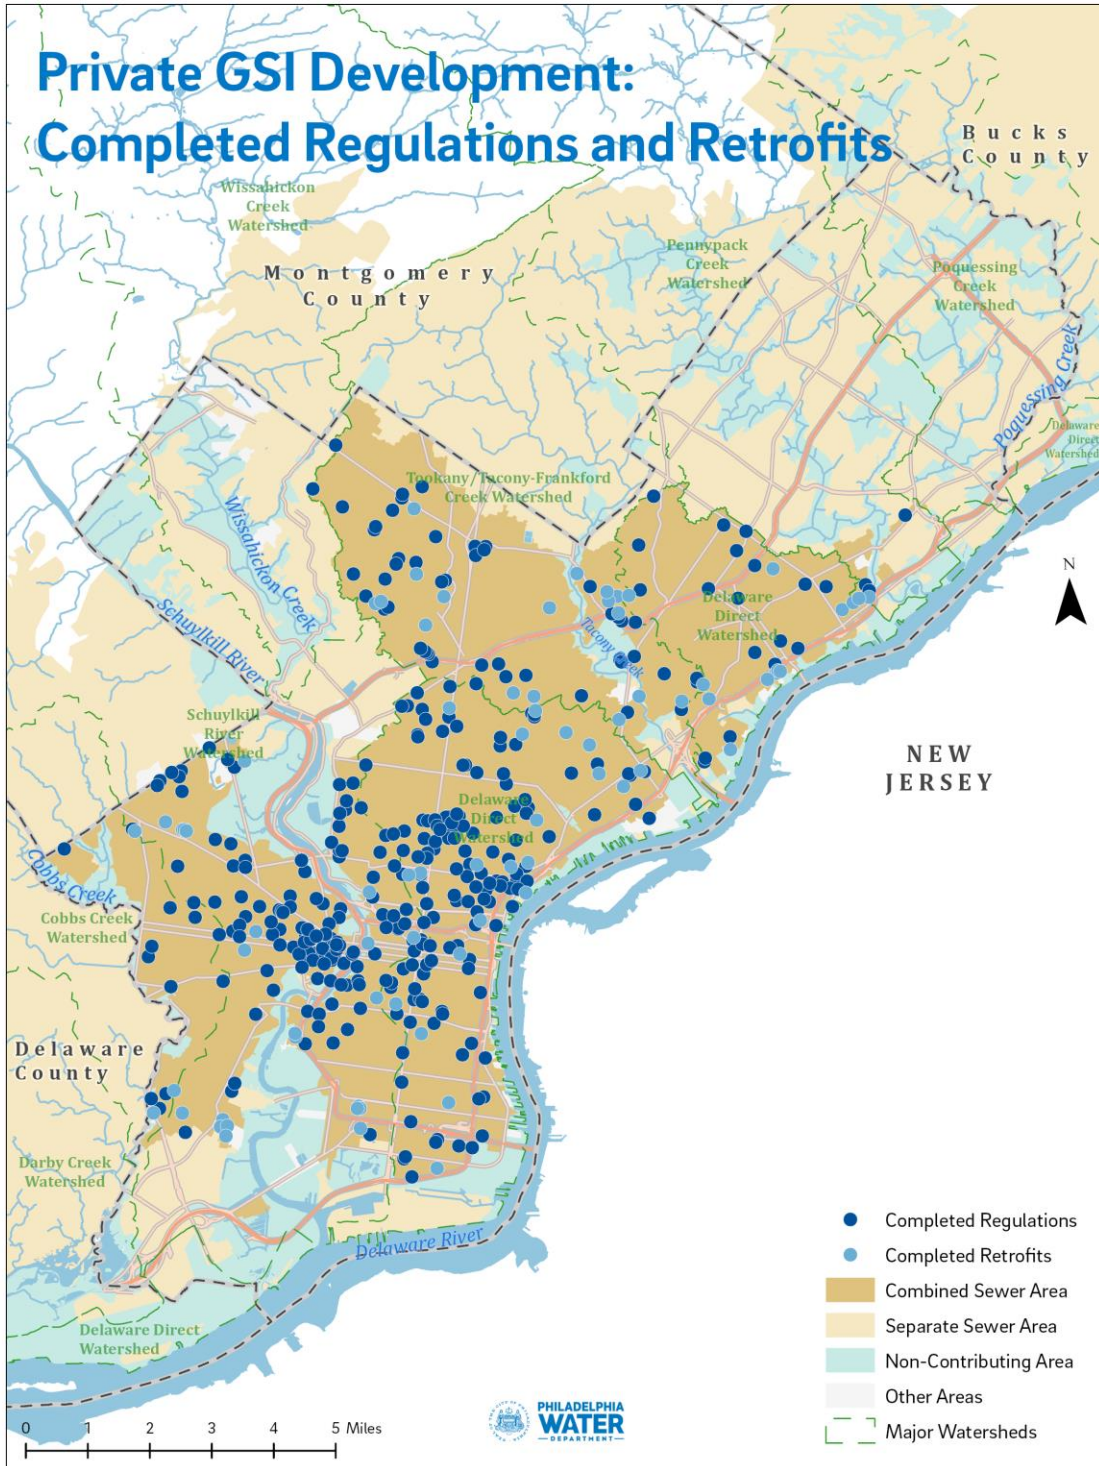 Private GSI Development:
Completed Regulations and Retrofits
Bucks
County
Wissahickon
Creek
Watershed
Montgomery
County
Pennypack
Creek
Watershed
Poquessing
Creek
Watershed
Poquessing Creek
Delaware
Direct
Watershed
Tookany/Tacony-Frankford
Creek Watershed
Wissahickon Creek
Schuylkill River
N
Delaware
Direct
Watershed
Tacony Creek
Schuylkill
River
Watershed
NEW
JERSEY
Delaware
Direct
Watershed
Cobbs Creek
Cobbs Creek
Watershed
Delaware
County
Darby Creek
Watershed
Delaware River
Delaware Direct
Watershed
Completed Regulations
Completed Retrofits
Combined Sewer Area
Separate Sewer Area
Non-Contributing Area
Other Areas
Major Watersheds
0 1 2 3 4 5 Miles
PHILADELPHIA
WATER
DEPARTMENT